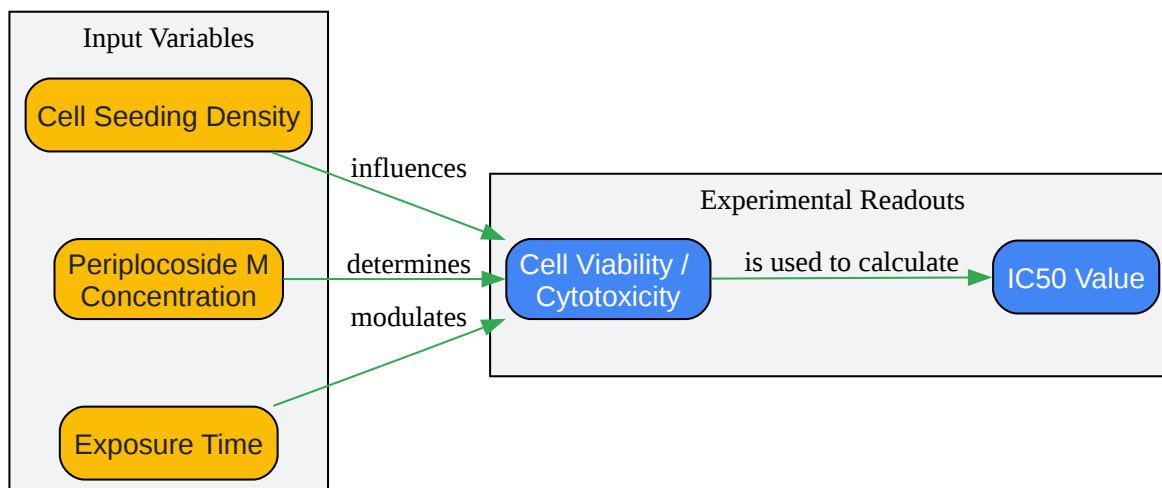 Input Variables
Cell Seeding Density
influences
Experimental Readouts
Periplocoside M
Concentration
determines
Cell Viability /
Cytotoxicity
is used to calculate
IC50 Value
modulates
Exposure Time